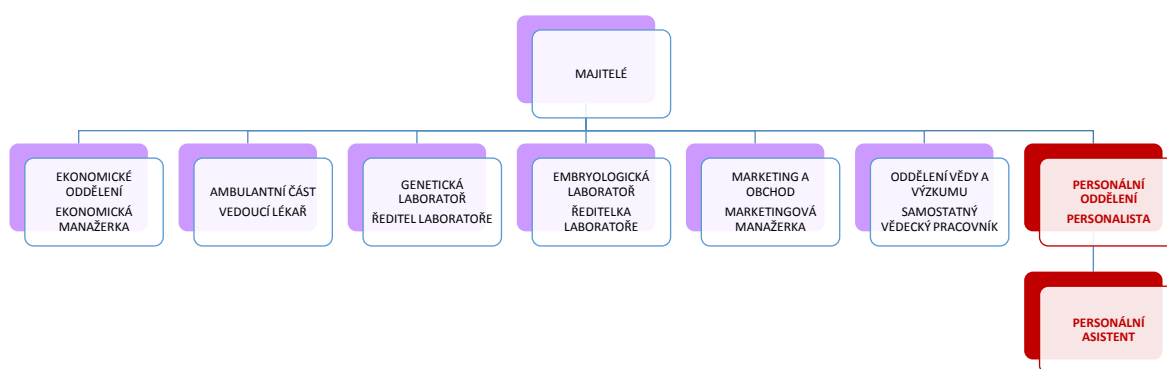 MAJITELÉ
EKONOMICKÉ
ODDĚLENÍ
EKONOMICKÁ
MANAŽERKA
AMBULANTNÍ ČÁST
VEDOUCÍ LÉKAŘ
GENETICKÁ
LABORATOŘ
ŘEDITEL LABORATOŘE
EMBRYOLOGICKÁ
LABORATOŘ
ŘEDITELKA
LABORATOŘE
MARKETING A
OBCHOD
MARKETINGOVÁ
MANAŽERKA
ODDĚLENÍ VĚDY A
VÝZKUMU
SAMOSTATNÝ
VĚDECKÝ PRACOVNÍK
PERSONÁLNÍ
ODDĚLENÍ
PERSONALISTA
PERSONÁLNÍ
ASISTENT